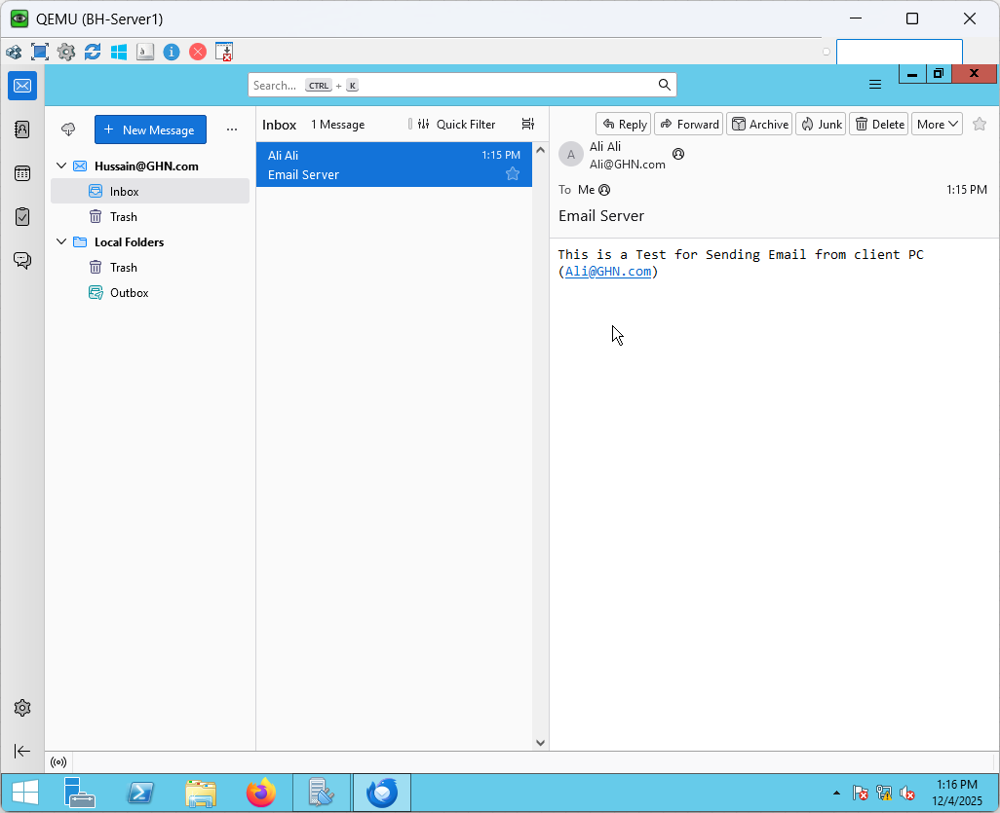 QEMU (BH-Server1)
Search... CTRL + K
New Message
Hussain@GHN.com
Inbox
Trash
Local Folders
Trash
Outbox
Inbox 1 Message Quick Filter
Ali Ali 1:15 PM
Email Server
Reply Forward Archive Junk Delete More
A
Ali Ali
Ali@GHN.com
To Me 1:15 PM
Email Server
This is a Test for Sending Email from client PC
(Ali@GHN.com)
1:16 PM
12/4/2025